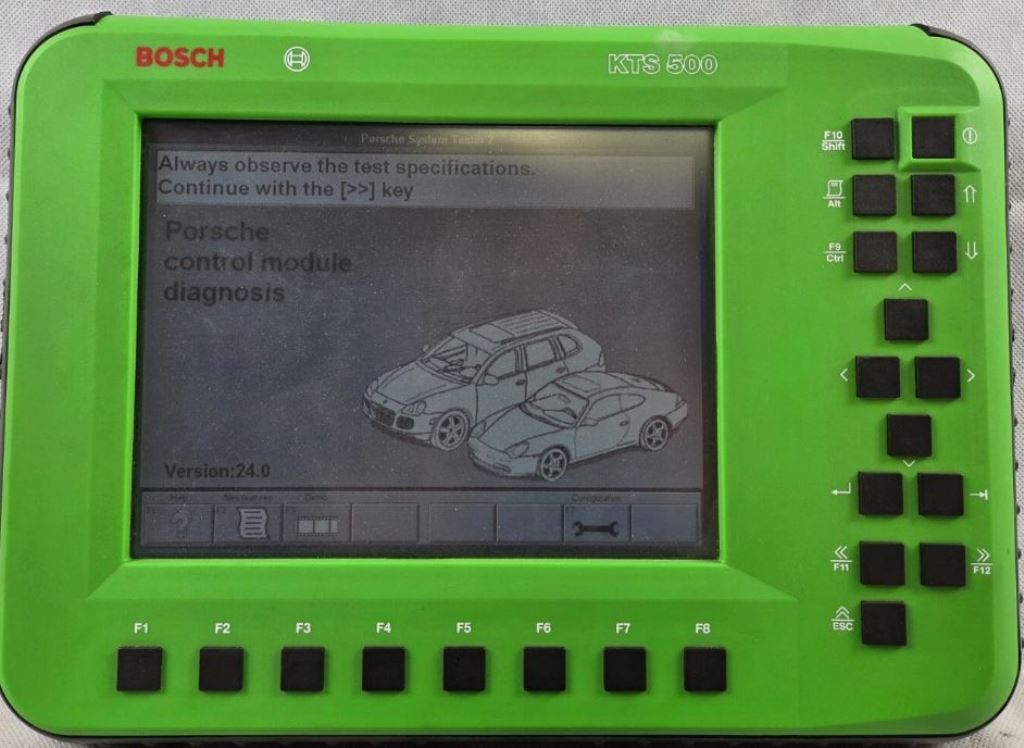 BOSCH
KTS 500
Porsche System Tester 2
Always observe the test specifications.
Continue with the [>>] key
Porsche
control module
diagnosis
Version:24.0
Help
Demo
Configuration
F1 F2 F3 F4 F5 F6 F7 F8
F10
Shift
Alt
F9
Ctrl
F11
F12
ESC